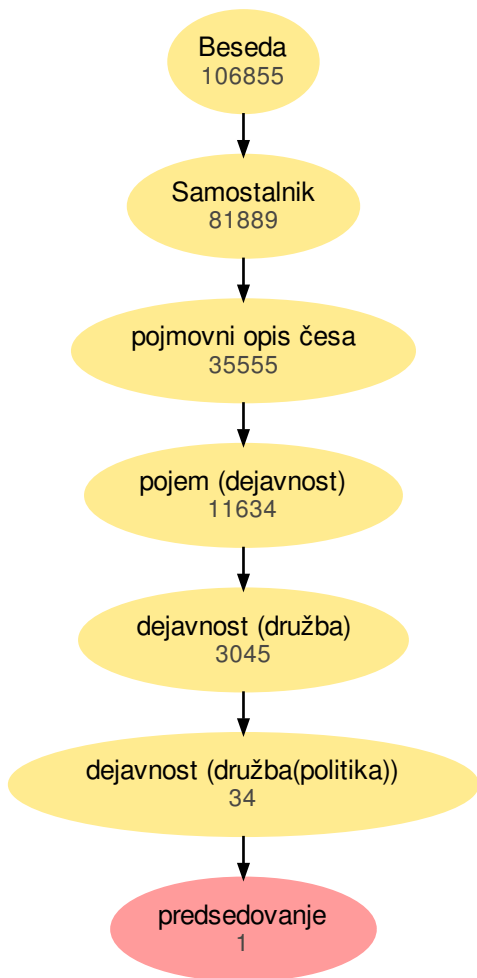 Beseda
106855
Samostalnik
81889
pojmovni opis česa
35555
pojem (dejavnost)
11634
dejavnost (družba)
3045
dejavnost (družba(politika))
34
predsedovanje
1